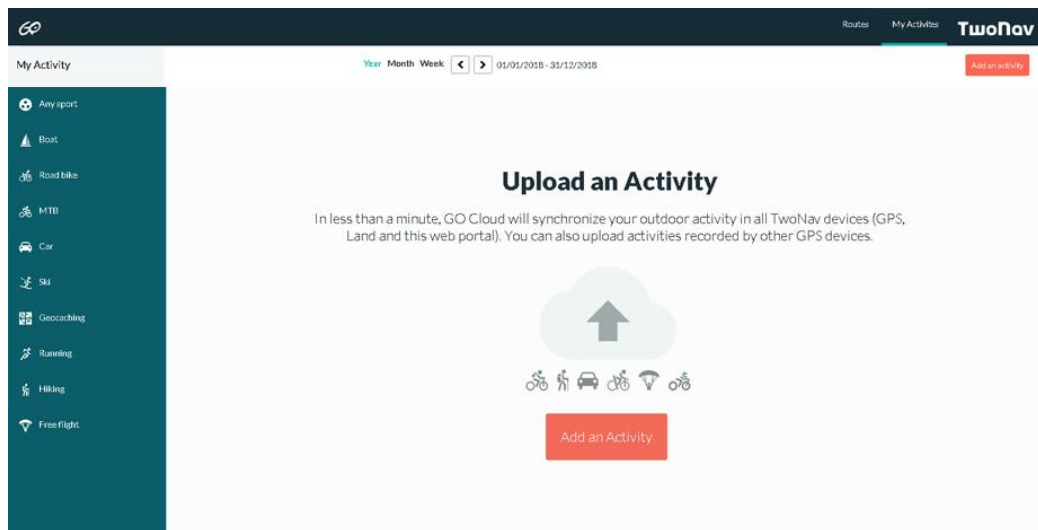 GO
Routes
My Activites
TwoNav
My Activity
Year Month Week 01/01/2018 - 31/12/2018
Add an activity
Any sport
Boat
Road bike
MTB
Car
Ski
Geocaching
Running
Hiking
Free flight
Upload an Activity
In less than a minute, GO Cloud will synchronize your outdoor activity in all TwoNav devices (GPS,
Land and this web portal). You can also upload activities recorded by other GPS devices.
Add an Activity